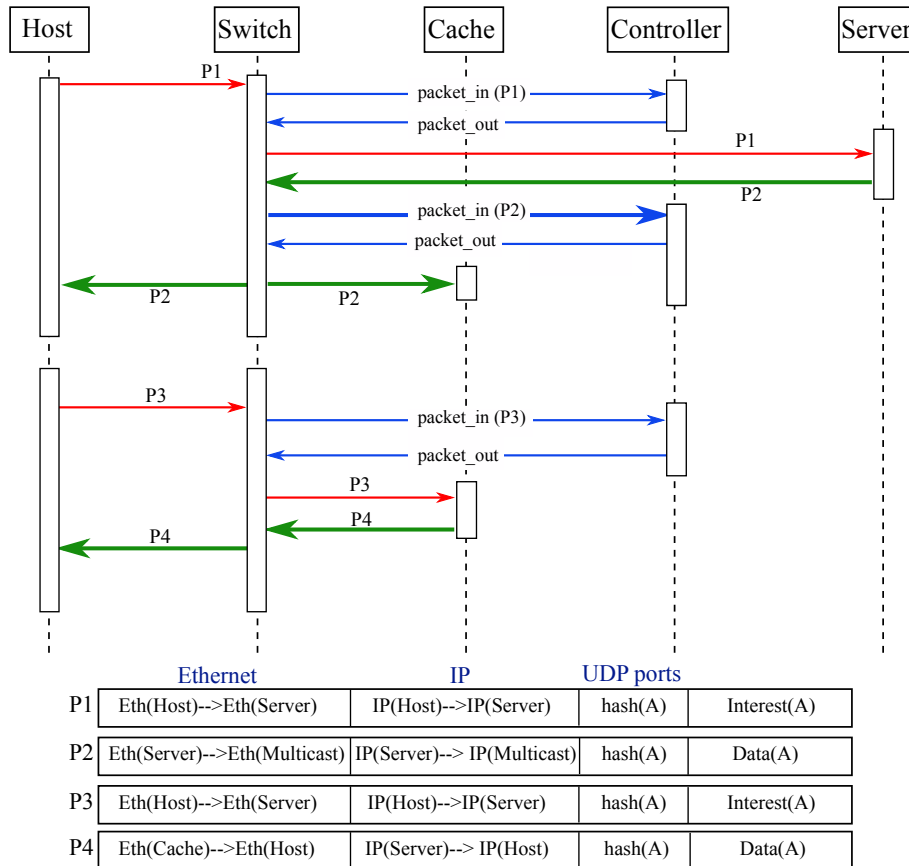 Host Switch Cache Controller Server
P1
packet_in (P1)
packet_out
P1
P2
packet_in (P2)
packet_out
P2 P2
P3
packet_in (P3)
packet_out
P3
P4
P4
Ethernet IP UDP ports
P1 Eth(Host)-->Eth(Server) IP(Host)-->IP(Server) hash(A) Interest(A)
P2 Eth(Server)-->Eth(Multicast) IP(Server)--> IP(Multicast) hash(A) Data(A)
P3 Eth(Host)-->Eth(Server) IP(Host)-->IP(Server) hash(A) Interest(A)
P4 Eth(Cache)-->Eth(Host) IP(Server)--> IP(Host) hash(A) Data(A)